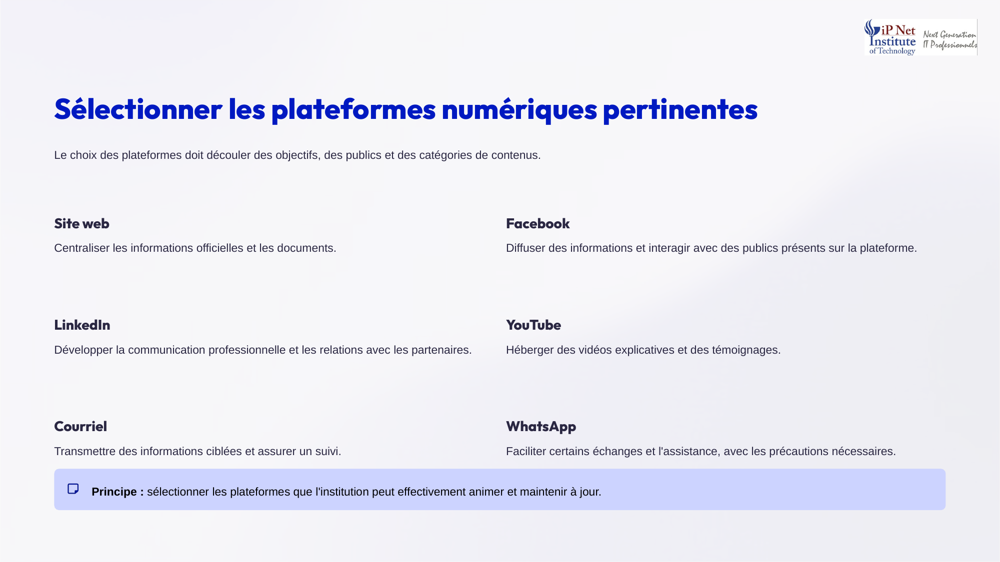 iP Net
Institute
of Technology
Next Generation
IT Professionnels
Sélectionner les plateformes numériques pertinentes
Le choix des plateformes doit découler des objectifs, des publics et des catégories de contenus.
Site web
Centraliser les informations officielles et les documents.
Facebook
Diffuser des informations et interagir avec des publics présents sur la plateforme.
LinkedIn
Développer la communication professionnelle et les relations avec les partenaires.
YouTube
Héberger des vidéos explicatives et des témoignages.
Courriel
Transmettre des informations ciblées et assurer un suivi.
WhatsApp
Faciliter certains échanges et l'assistance, avec les précautions nécessaires.
Principe : sélectionner les plateformes que l'institution peut effectivement animer et maintenir à jour.